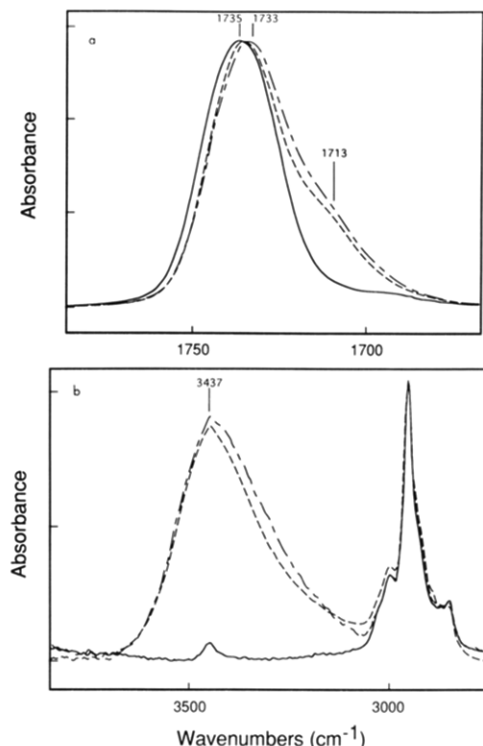 1735 1733
a
1713
Absorbance
1750 1700
b
3437
Absorbance
3500 3000
Wavenumbers (cm-1)